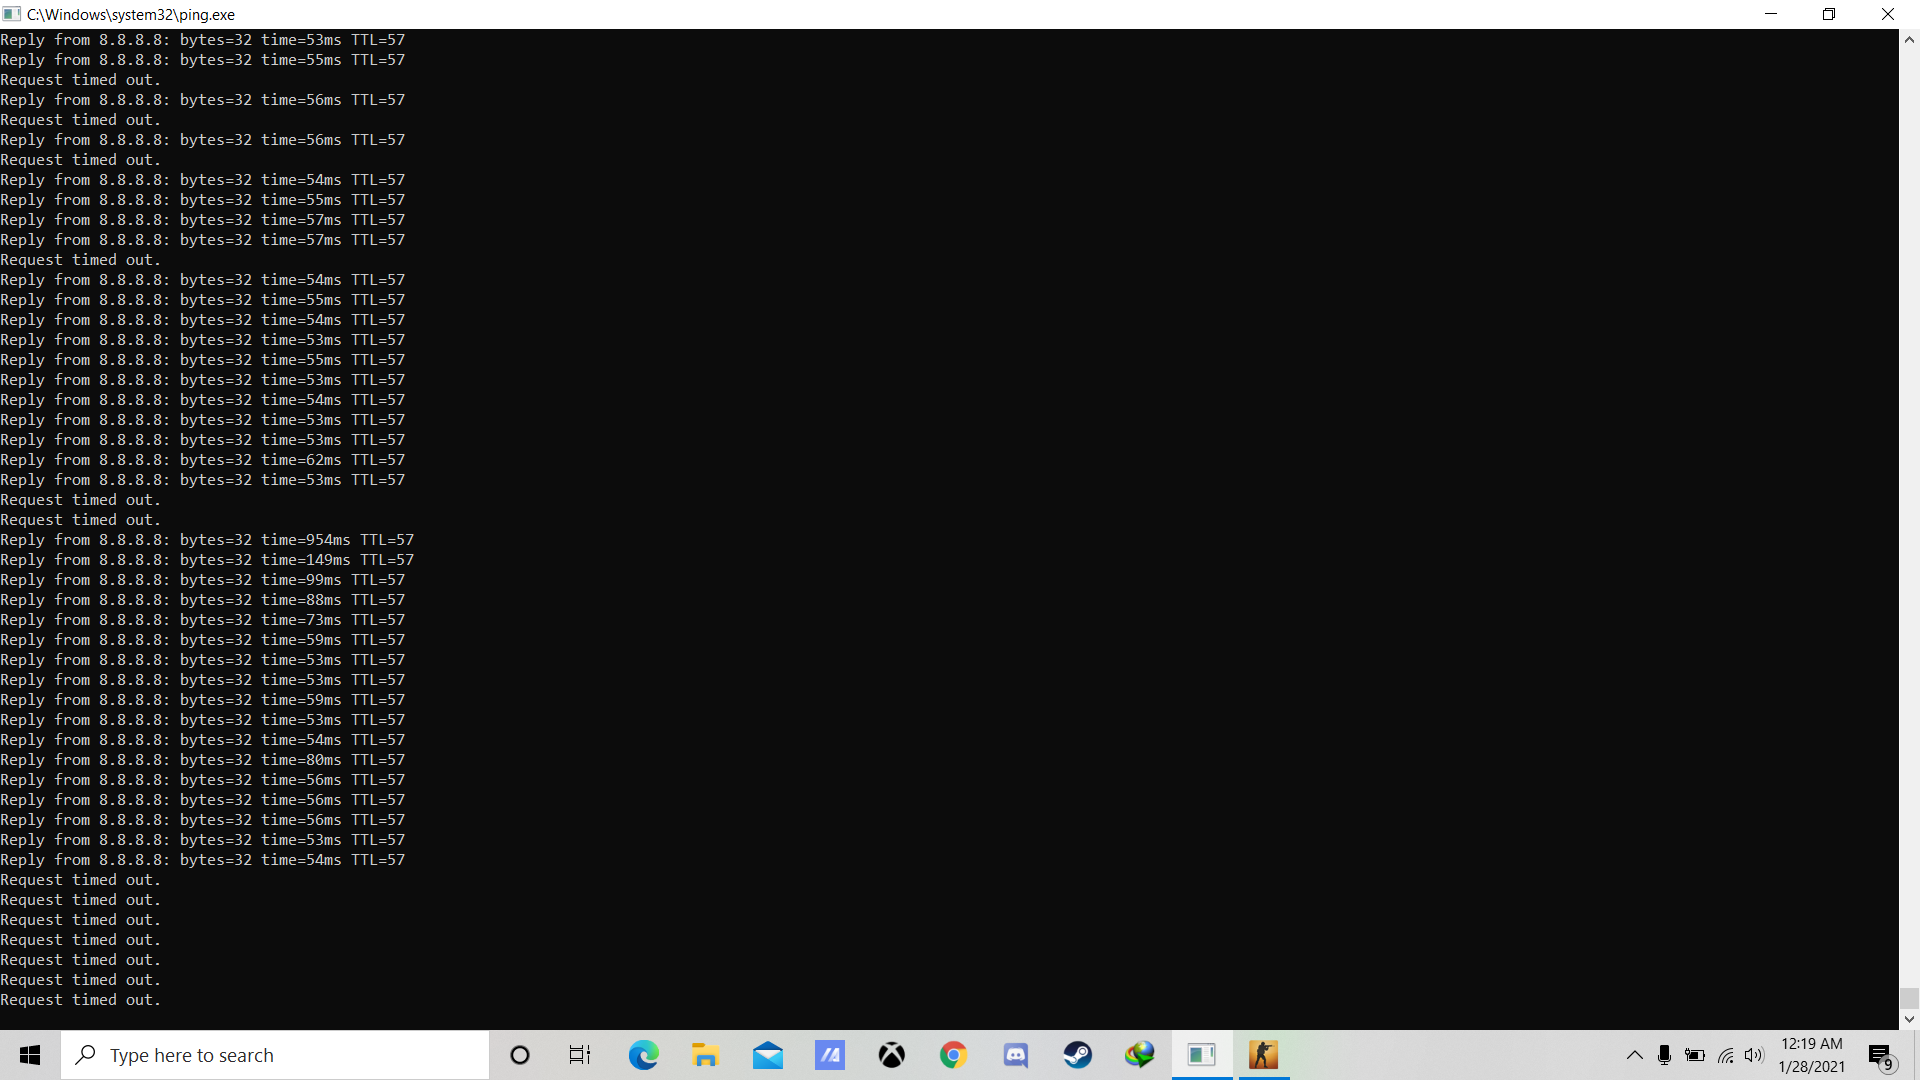 C:\Windows\system32\ping.exe
Reply from 8.8.8.8: bytes=32 time=53ms TTL=57
Reply from 8.8.8.8: bytes=32 time=55ms TTL=57
Request timed out.
Reply from 8.8.8.8: bytes=32 time=56ms TTL=57
Request timed out.
Reply from 8.8.8.8: bytes=32 time=56ms TTL=57
Request timed out.
Reply from 8.8.8.8: bytes=32 time=54ms TTL=57
Reply from 8.8.8.8: bytes=32 time=55ms TTL=57
Reply from 8.8.8.8: bytes=32 time=57ms TTL=57
Reply from 8.8.8.8: bytes=32 time=57ms TTL=57
Request timed out.
Reply from 8.8.8.8: bytes=32 time=54ms TTL=57
Reply from 8.8.8.8: bytes=32 time=55ms TTL=57
Reply from 8.8.8.8: bytes=32 time=54ms TTL=57
Reply from 8.8.8.8: bytes=32 time=53ms TTL=57
Reply from 8.8.8.8: bytes=32 time=55ms TTL=57
Reply from 8.8.8.8: bytes=32 time=53ms TTL=57
Reply from 8.8.8.8: bytes=32 time=54ms TTL=57
Reply from 8.8.8.8: bytes=32 time=53ms TTL=57
Reply from 8.8.8.8: bytes=32 time=53ms TTL=57
Reply from 8.8.8.8: bytes=32 time=62ms TTL=57
Reply from 8.8.8.8: bytes=32 time=53ms TTL=57
Request timed out.
Request timed out.
Reply from 8.8.8.8: bytes=32 time=954ms TTL=57
Reply from 8.8.8.8: bytes=32 time=149ms TTL=57
Reply from 8.8.8.8: bytes=32 time=99ms TTL=57
Reply from 8.8.8.8: bytes=32 time=88ms TTL=57
Reply from 8.8.8.8: bytes=32 time=73ms TTL=57
Reply from 8.8.8.8: bytes=32 time=59ms TTL=57
Reply from 8.8.8.8: bytes=32 time=53ms TTL=57
Reply from 8.8.8.8: bytes=32 time=53ms TTL=57
Reply from 8.8.8.8: bytes=32 time=59ms TTL=57
Reply from 8.8.8.8: bytes=32 time=53ms TTL=57
Reply from 8.8.8.8: bytes=32 time=54ms TTL=57
Reply from 8.8.8.8: bytes=32 time=80ms TTL=57
Reply from 8.8.8.8: bytes=32 time=56ms TTL=57
Reply from 8.8.8.8: bytes=32 time=56ms TTL=57
Reply from 8.8.8.8: bytes=32 time=56ms TTL=57
Reply from 8.8.8.8: bytes=32 time=53ms TTL=57
Reply from 8.8.8.8: bytes=32 time=54ms TTL=57
Request timed out.
Request timed out.
Request timed out.
Request timed out.
Request timed out.
Request timed out.
Request timed out.
Type here to search
12:19 AM
1/28/2021
9